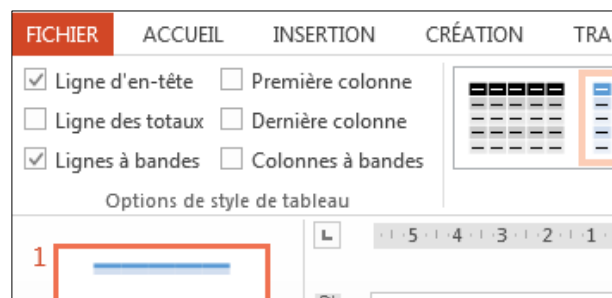 FICHIER ACCUEIL INSERTION CRÉATION TRA
Ligne d'en-tête Première colonne
Ligne des totaux Dernière colonne
Lignes à bandes Colonnes à bandes
Options de style de tableau
5 4 3 2 1
1